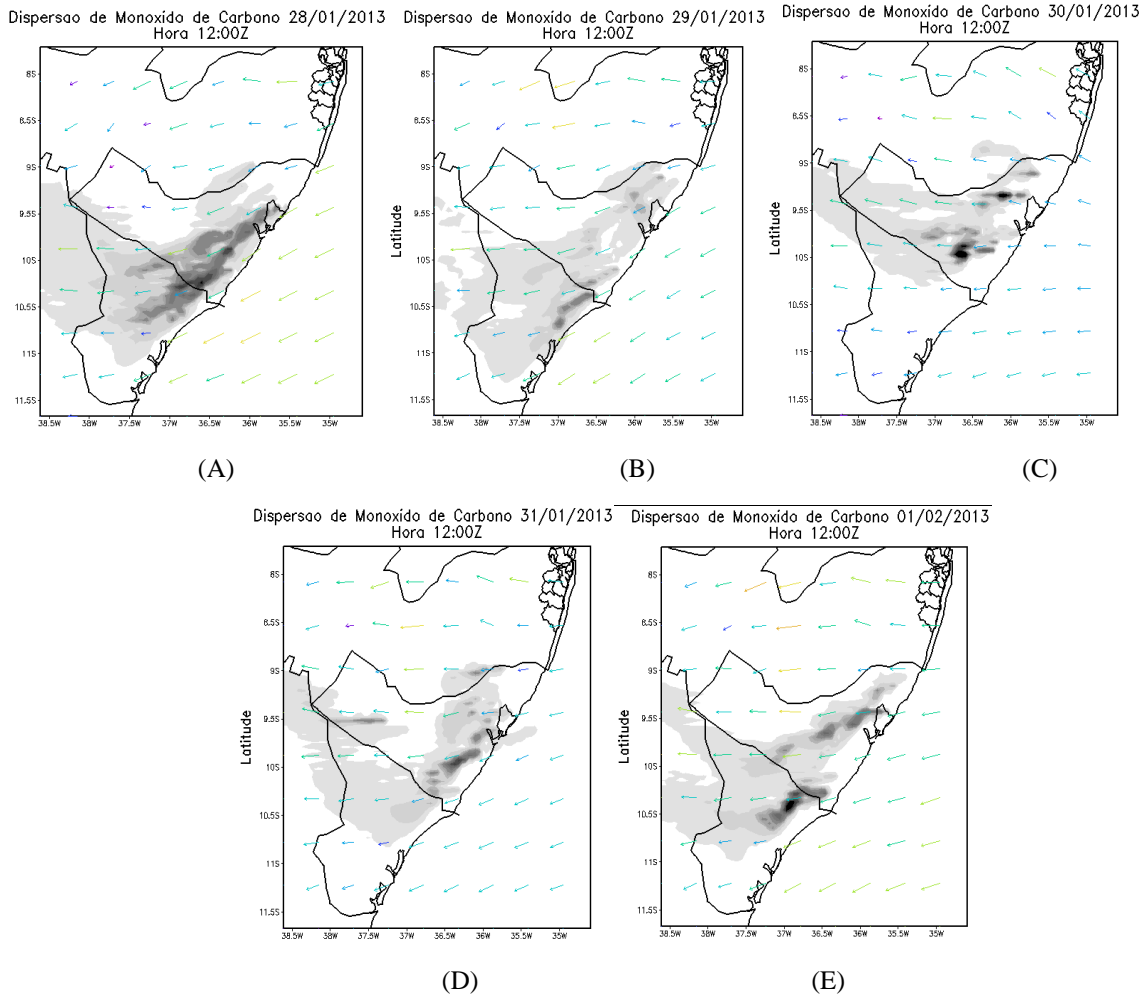 Dispersao de Monoxido de Carbono 28/01/2013
Hora 12:00Z
8S
8.5S
9S
9.5S
10S
10.5S
11S
11.5S
38.5W 38W 37.5W 37W 36.5W 36W 35.5W 35W
(A)
Dispersao de Monoxido de Carbono 29/01/2013
Hora 12:00Z
Latitude
8S
8.5S
9S
9.5S
10S
10.5S
11S
11.5S
38.5W 38W 37.5W 37W 36.5W 36W 35.5W 35W
(B)
Dispersao de Monoxido de Carbono 30/01/2013
Hora 12:00Z
Latitude
8S
8.5S
9S
9.5S
10S
10.5S
11S
11.5S
38.5W 38W 37.5W 37W 36.5W 36W 35.5W 35W
(C)
Dispersao de Monoxido de Carbono 31/01/2013
Hora 12:00Z
Latitude
8S
8.5S
9S
9.5S
10S
10.5S
11S
11.5S
38.5W 38W 37.5W 37W 36.5W 36W 35.5W 35W
(D)
Dispersao de Monoxido de Carbono 01/02/2013
Hora 12:00Z
Latitude
8S
8.5S
9S
9.5S
10S
10.5S
11S
11.5S
38.5W 38W 37.5W 37W 36.5W 36W 35.5W 35W
(E)